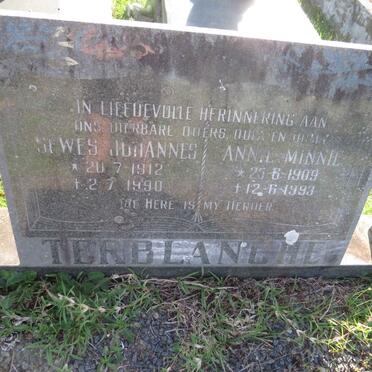 IN LIEFDEVOLLE HERINNERING AAN
ONS DIERBARE OUERS, OUPA EN OUMA
SEWES JOHANNES
* 20-7-1912
+ 2-7-1990
ANNIE MINNIE
* 25-6-1909
+ 12-6-1993
DIE HERE IS MY HERDER
TERBLANCHE